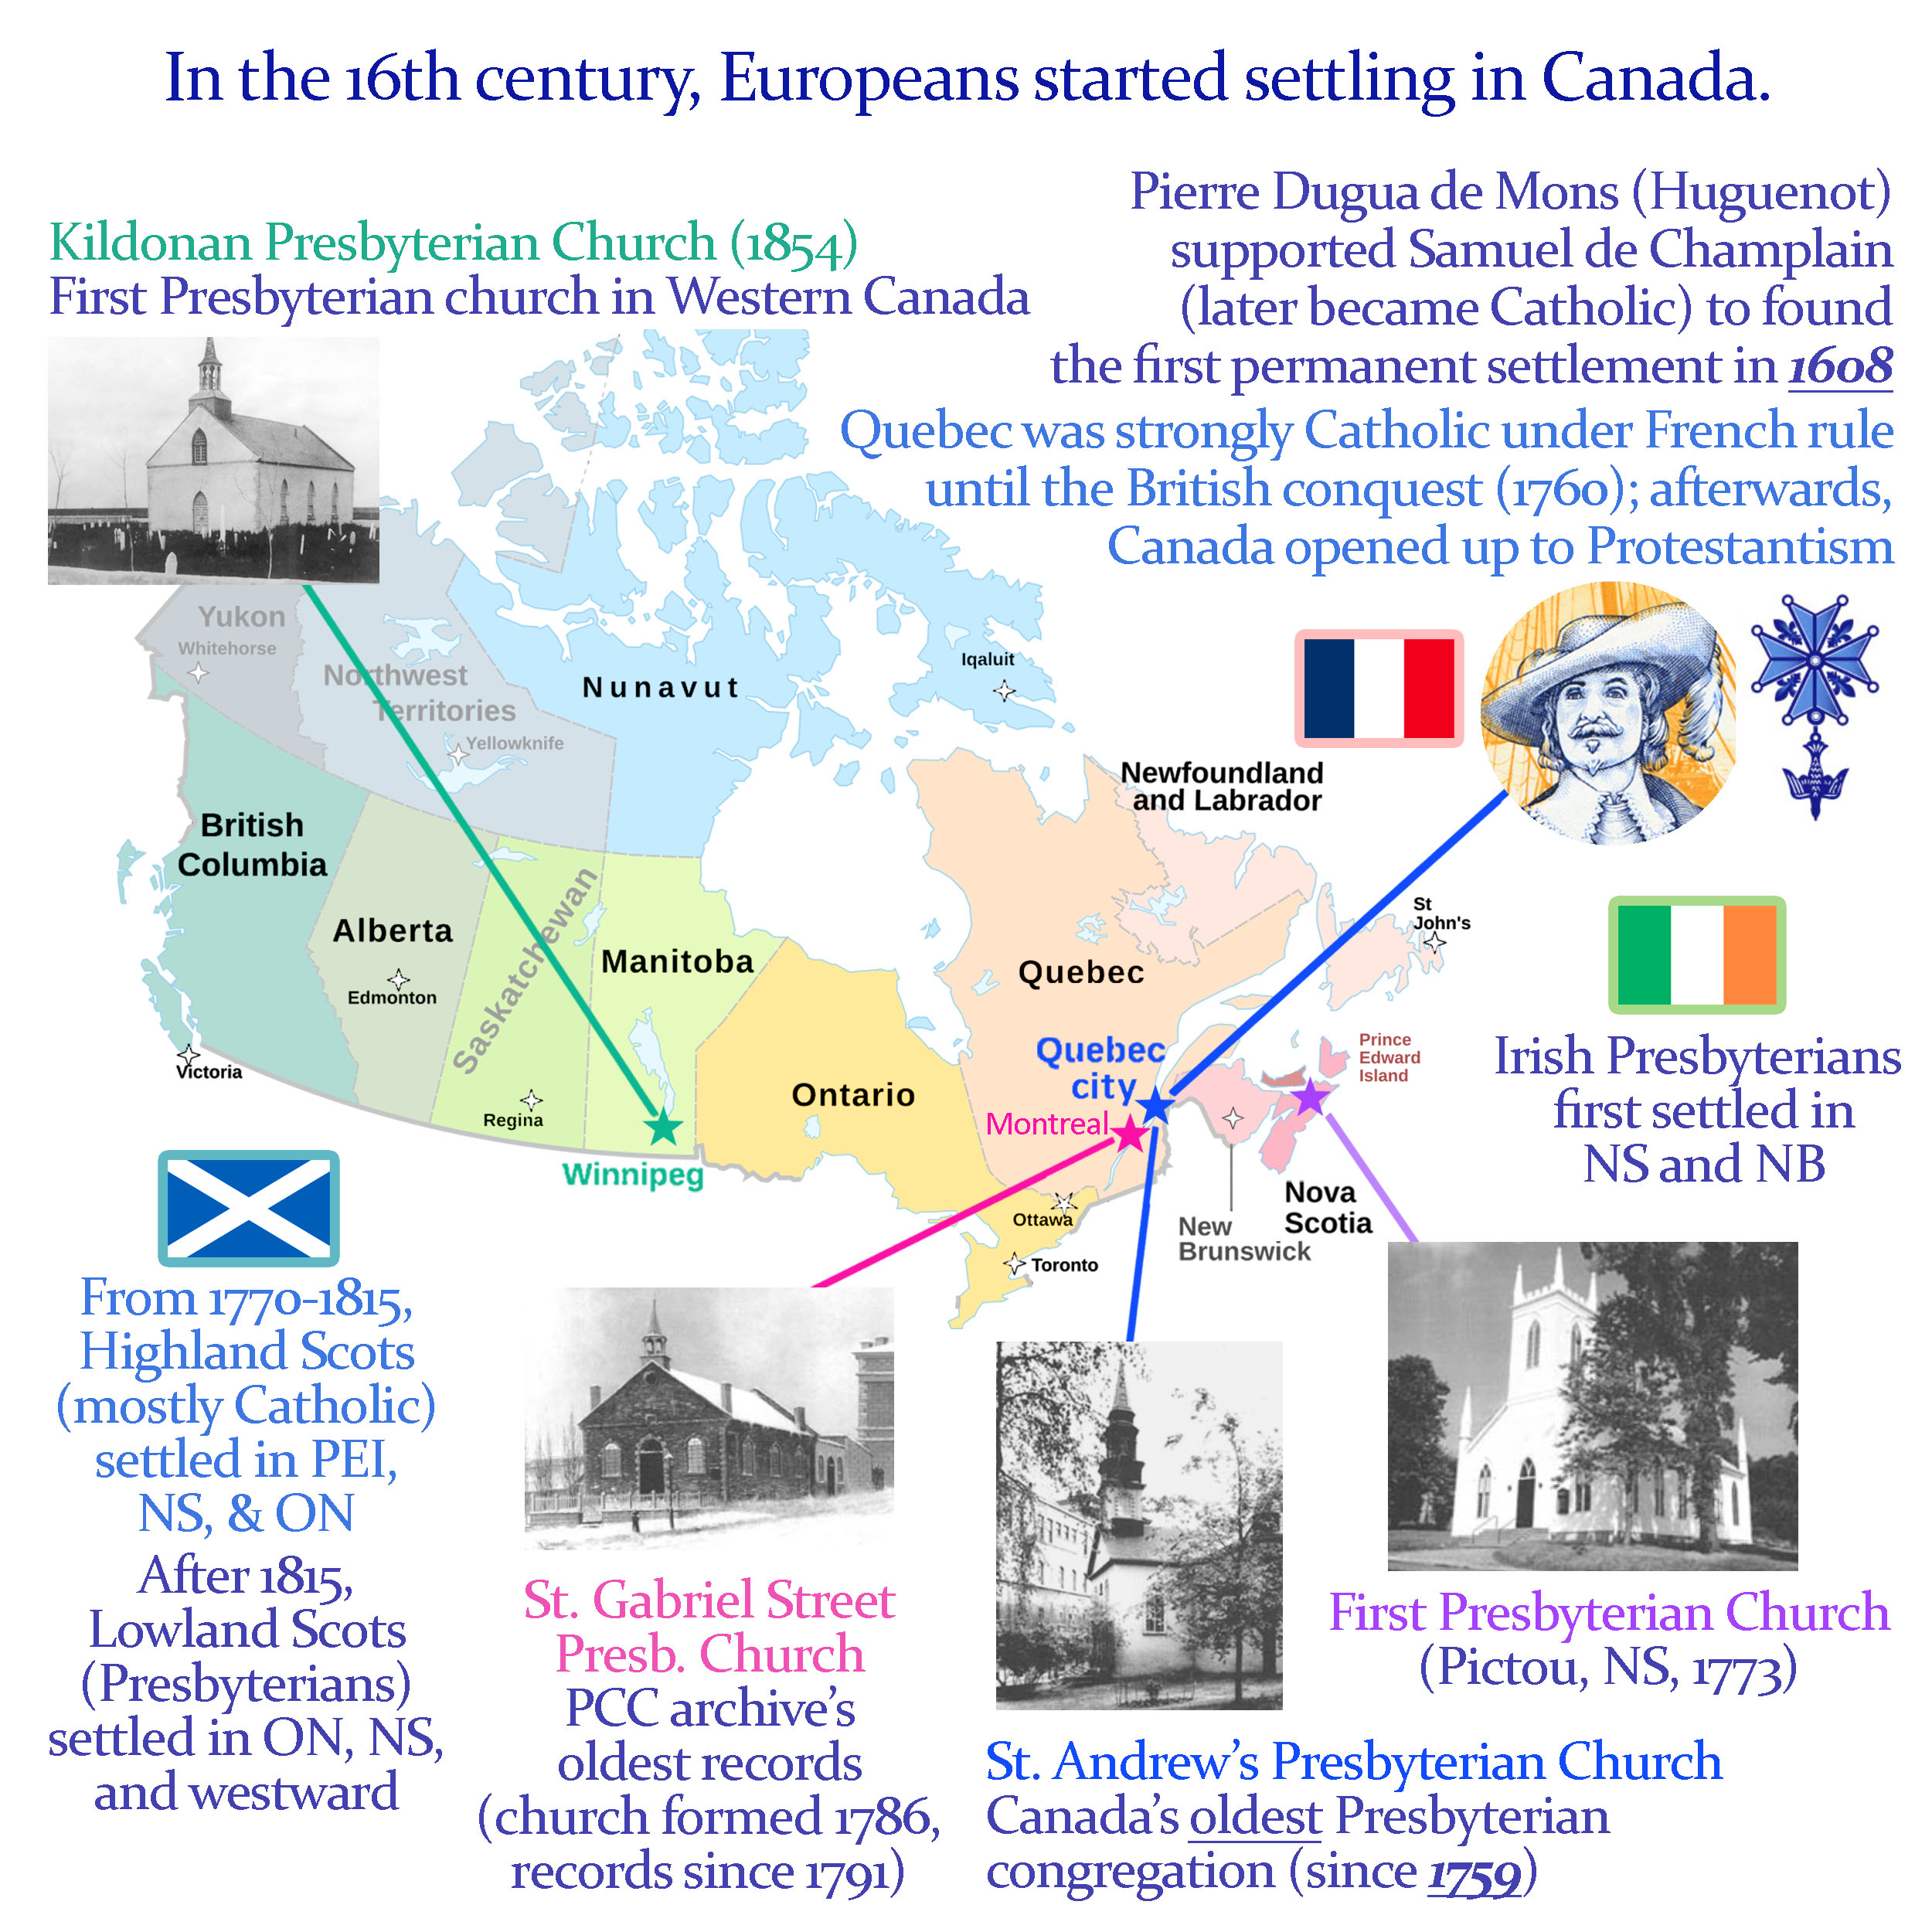 In the 16th century, Europeans started settling in Canada.
Kildonan Presbyterian Church (1854)
First Presbyterian church in Western Canada
Pierre Dugua de Mons (Huguenot)
supported Samuel de Champlain
(later became Catholic) to found
the first permanent settlement in 1608
Quebec was strongly Catholic under French rule
until the British conquest (1760); afterwards,
Canada opened up to Protestantism
Yukon
Whitehorse
Northwest
Territories
Yellowknife
Nunavut
Iqaluit
Newfoundland
and Labrador
British
Columbia
Alberta
Edmonton
Saskatchewan
Manitoba
Quebec
St
John's
Victoria
Regina
Winnipeg
Ontario
Quebec
city
Montreal
Prince
Edward
Island
Ottawa
Toronto
New
Brunswick
Nova
Scotia
Irish Presbyterians
first settled in
NS and NB
From 1770-1815,
Highland Scots
(mostly Catholic)
settled in PEI,
NS, & ON
After 1815,
Lowland Scots
(Presbyterians)
settled in ON, NS,
and westward
St. Gabriel Street
Presb. Church
PCC archive's
oldest records
(church formed 1786,
records since 1791)
St. Andrew's Presbyterian Church
Canada's oldest Presbyterian
congregation (since 1759)
First Presbyterian Church
(Pictou, NS, 1773)